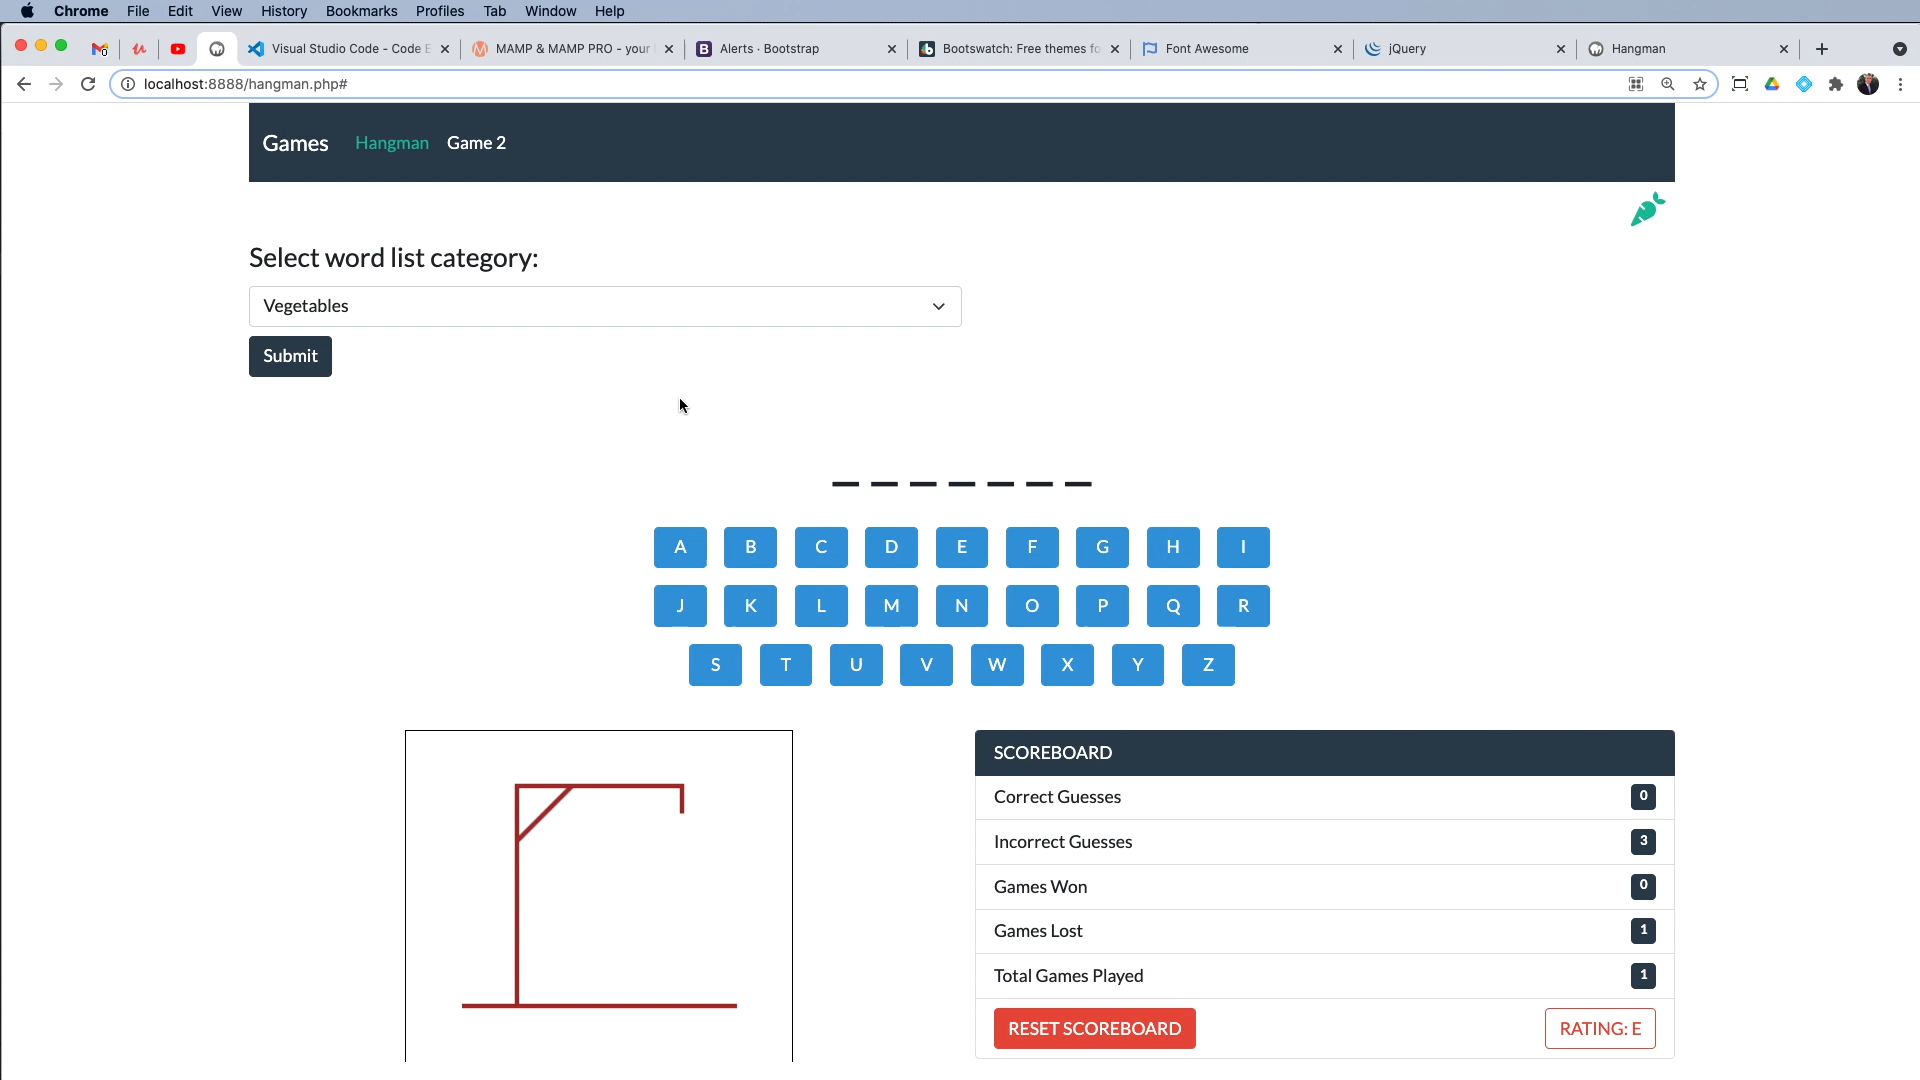 Chrome File Edit View History Bookmarks Profiles Tab Window Help
Visual Studio Code - Code E MAMP & MAMP PRO - your Alerts · Bootstrap Bootswatch: Free themes fo Font Awesome jQuery Hangman
localhost:8888/hangman.php#
Games Hangman Game 2
Select word list category:
Vegetables
Submit
A B C D E F G H I
J K L M N O P Q R
S T U V W X Y Z
SCOREBOARD
Correct Guesses 0
Incorrect Guesses 3
Games Won 0
Games Lost 1
Total Games Played 1
RESET SCOREBOARD RATING: E